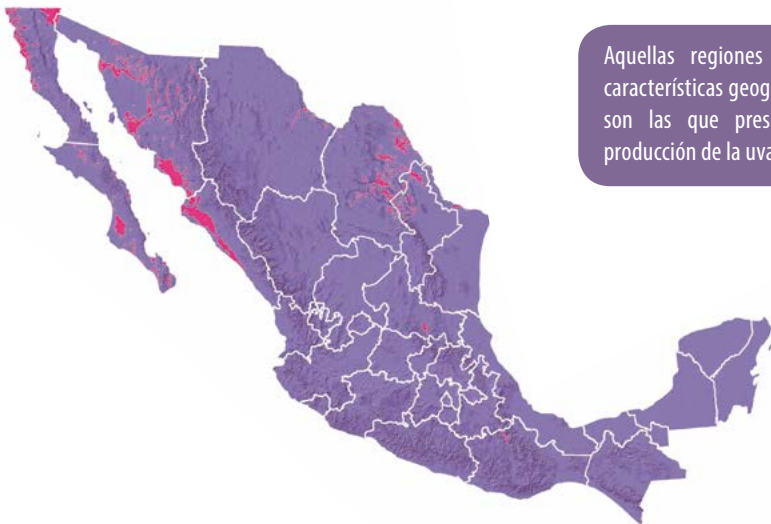 Aquellas regiones
características geog
son las que pres
producción de la uva